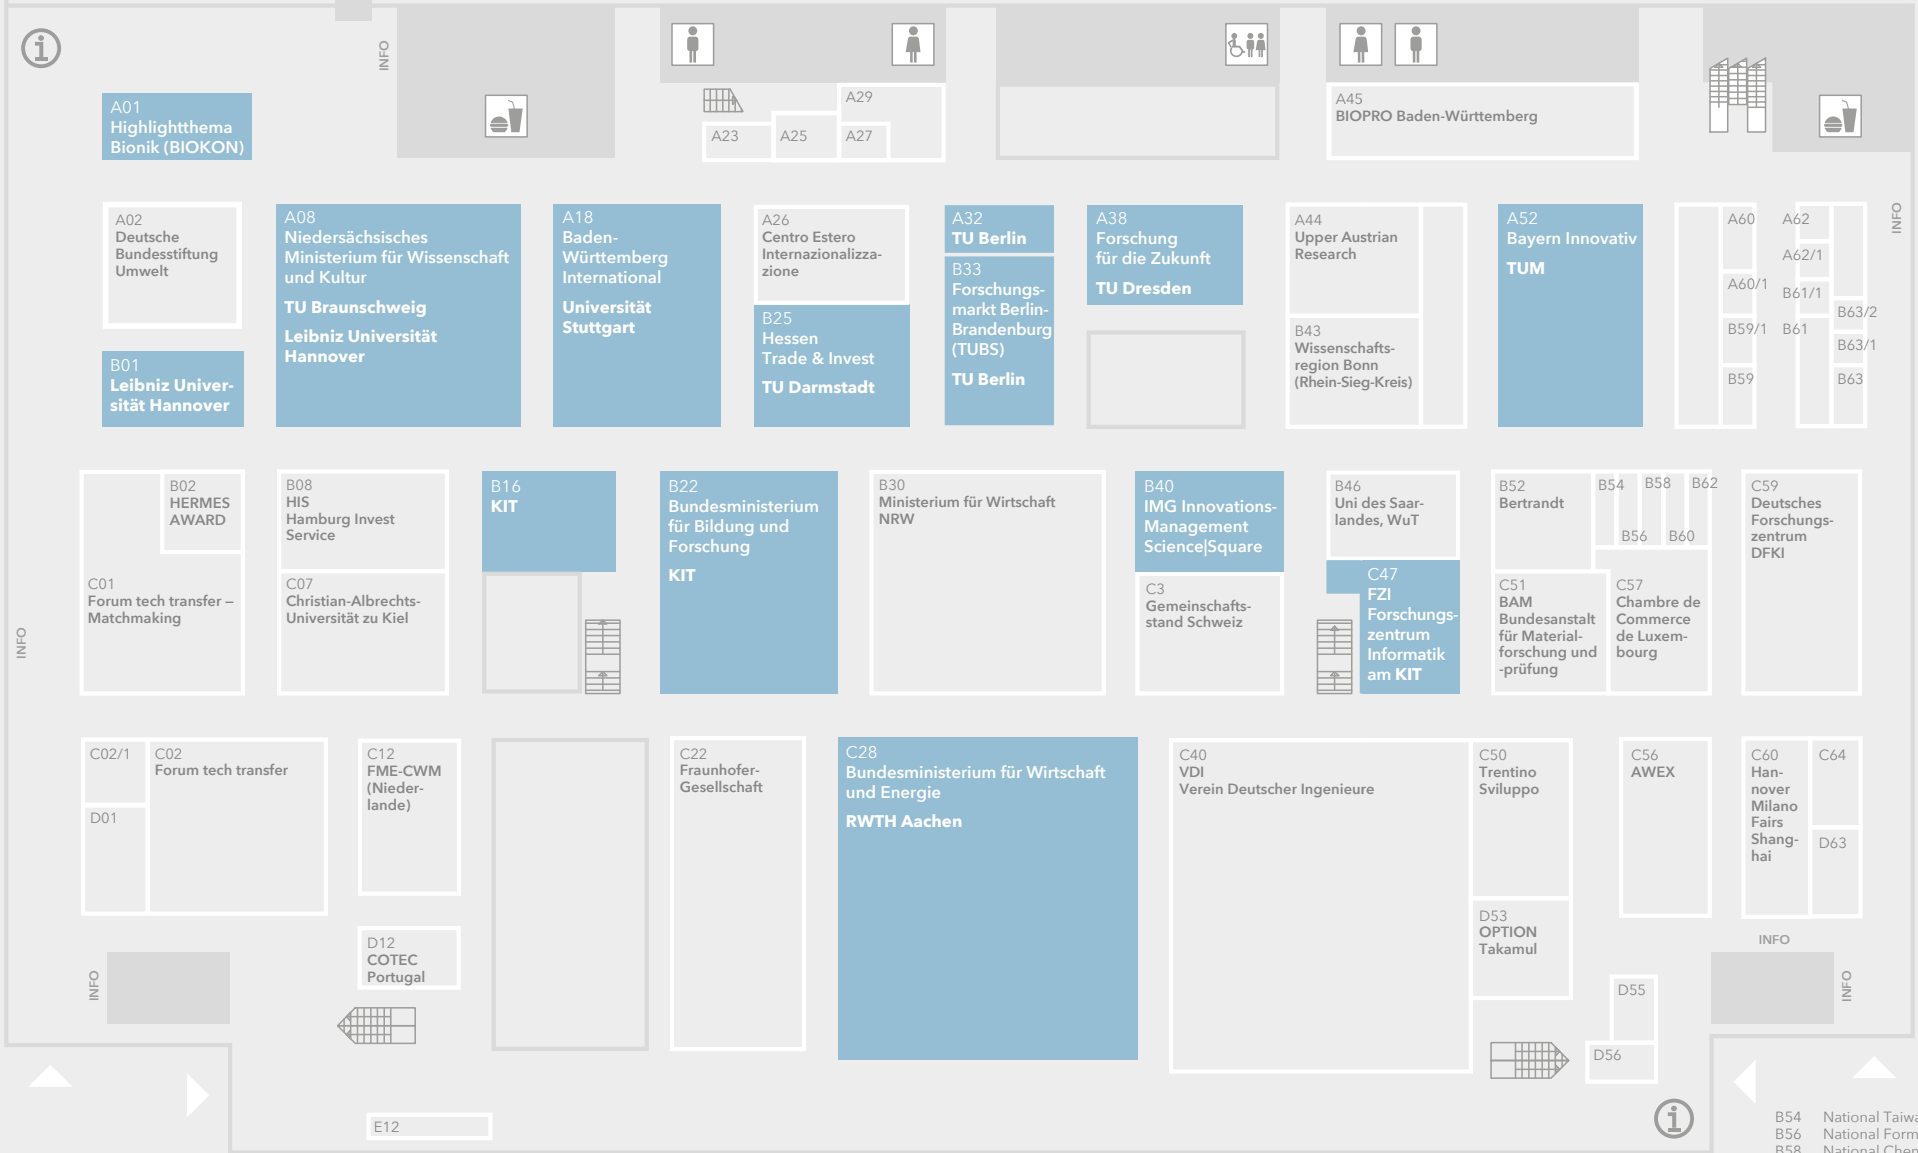 INFO
A01
Highlightthema
Bionik (BIOKON)
A29
A23
A25
A27
A45
BIOPRO Baden-Württemberg
A02
Deutsche
Bundesstiftung
Umwelt
A08
Niedersächsisches
Ministerium für Wissenschaft
und Kultur
TU Braunschweig
Leibniz Universität
Hannover
A18
Baden-
Württemberg
International
Universität
Stuttgart
A26
Centro Estero
Internazionalizza-
zione
B25
Hessen
Trade & Invest
TU Darmstadt
A32
TU Berlin
B33
Forschungs-
markt Berlin-
Brandenburg
(TUBS)
TU Berlin
A38
Forschung
für die Zukunft
TU Dresden
A44
Upper Austrian
Research
B43
Wissenschafts-
region Bonn
(Rhein-Sieg-Kreis)
A52
Bayern Innovativ
TUM
A60
A60/1
B59/1
B59
A62
A62/1
B61/1
B61
B63/2
B63/1
B63
INFO
B01
Leibniz Univer-
sität Hannover
B02
HERMES
AWARD
C01
Forum tech transfer –
Matchmaking
B08
HIS
Hamburg Invest
Service
C07
Christian-Albrechts-
Universität zu Kiel
B16
KIT
B22
Bundesministerium
für Bildung und
Forschung
KIT
B30
Ministerium für Wirtschaft
NRW
B40
IMG Innovations-
Management
Science|Square
C3
Gemeinschafts-
stand Schweiz
B46
Uni des Saar-
landes, WuT
C47
FZI
Forschungs-
zentrum
Informatik
am KIT
B52
Bertrandt
B54
B56
B58
B60
B62
C51
BAM
Bundesanstalt
für Material-
forschung und
-prüfung
C57
Chambre de
Commerce
de Luxem-
bourg
C59
Deutsches
Forschungs-
zentrum
DFKI
INFO
C02/1
C02
Forum tech transfer
D01
C12
FME-CWM
(Nieder-
lande)
D12
COTEC
Portugal
C22
Fraunhofer-
Gesellschaft
C28
Bundesministerium für Wirtschaft
und Energie
RWTH Aachen
C40
VDI
Verein Deutscher Ingenieure
C50
Trentino
Sviluppo
D53
OPTION
Takamul
C56
AWEX
C60
Han-
nover
Milano
Fairs
Shang-
hai
C64
D63
INFO
INFO
INFO
D55
D56
E12
B54 National Taiwa
B56 National Form
B58 National Chen